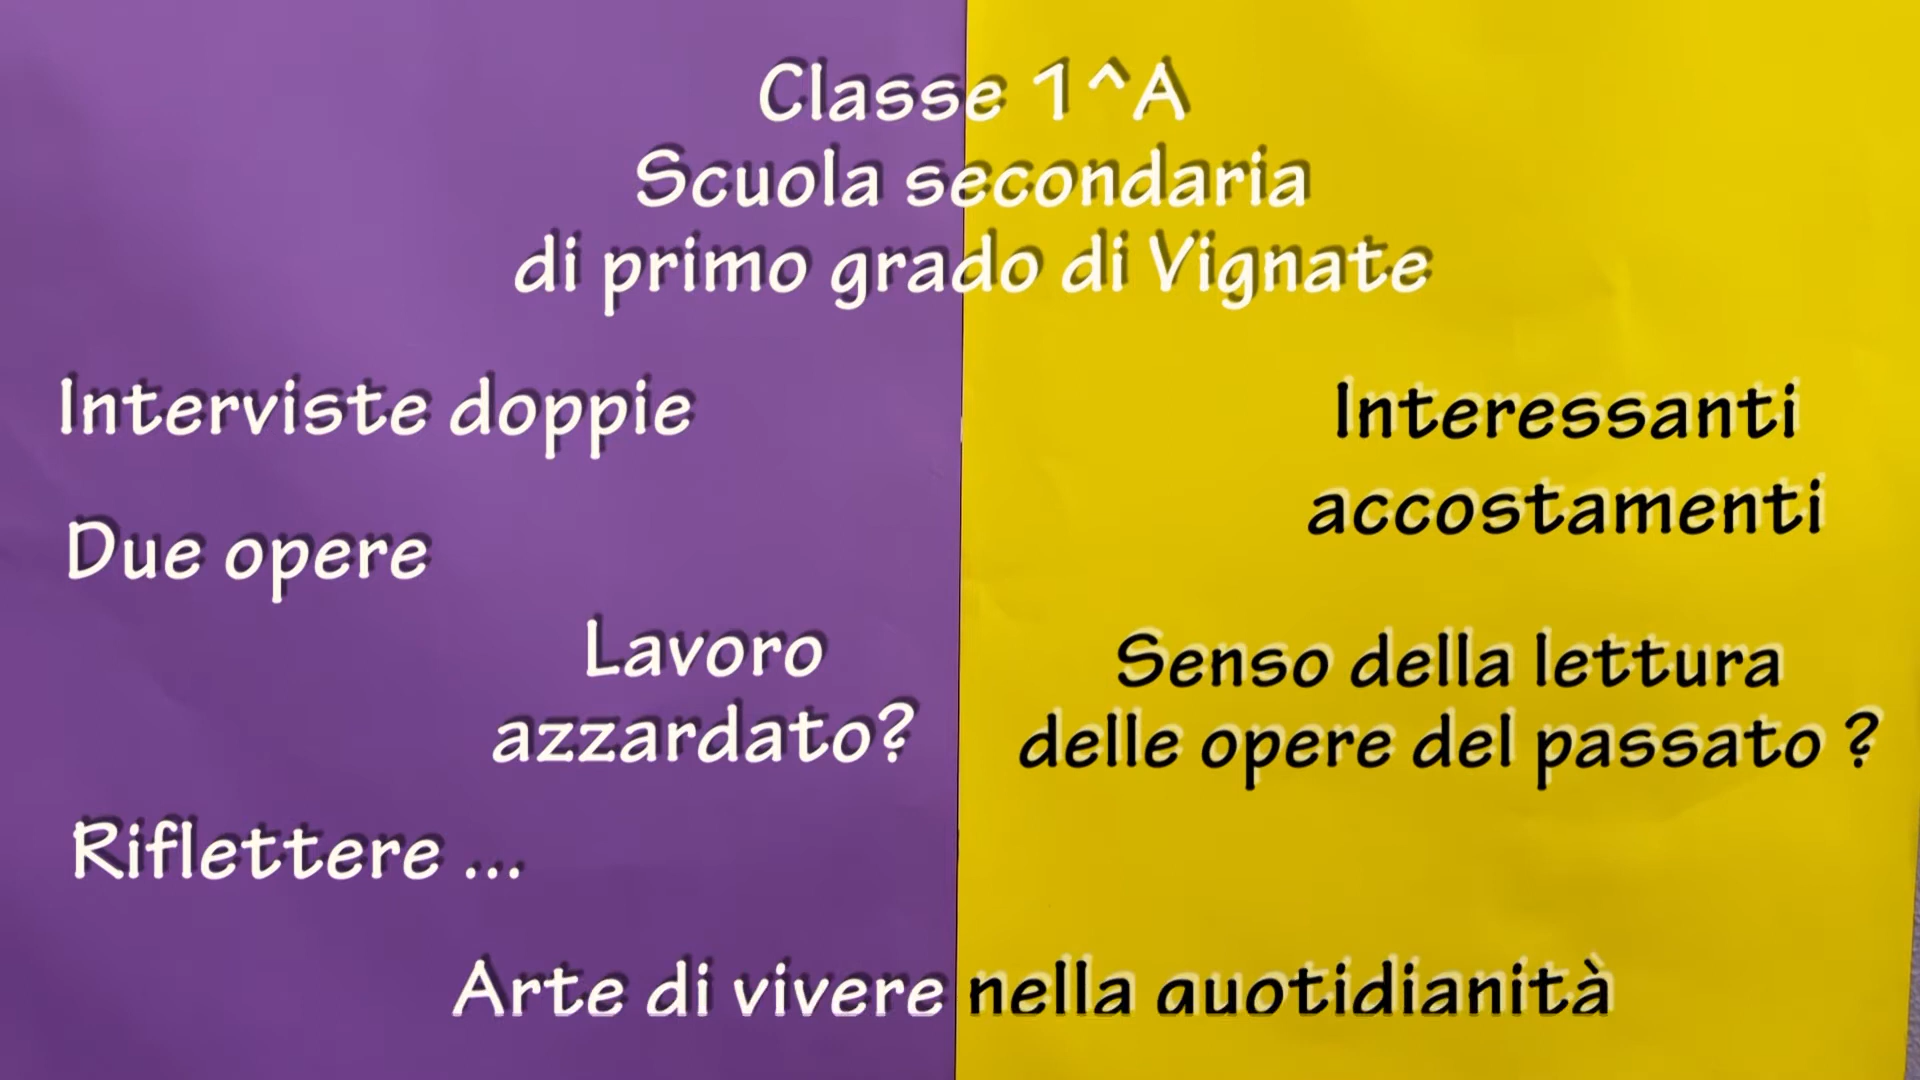 Classe 1^A
Scuola secondaria
di primo grado di Vignate
Interviste doppie
Interessanti
accostamenti
Due opere
Lavoro
azzardato?
Senso della lettura
delle opere del passato ?
Riflettere ...
Arte di vivere nella quotidianità